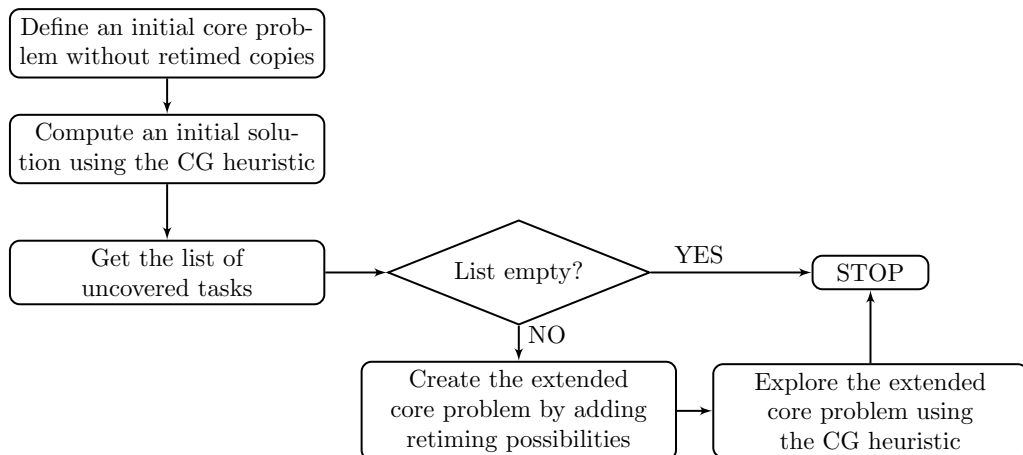 Define an initial core prob-
lem without retimed copies
Compute an initial solu-
tion using the CG heuristic
Get the list of
uncovered tasks
List empty?
YES
STOP
NO
Create the extended
core problem by adding
retiming possibilities
Explore the extended
core problem using
the CG heuristic